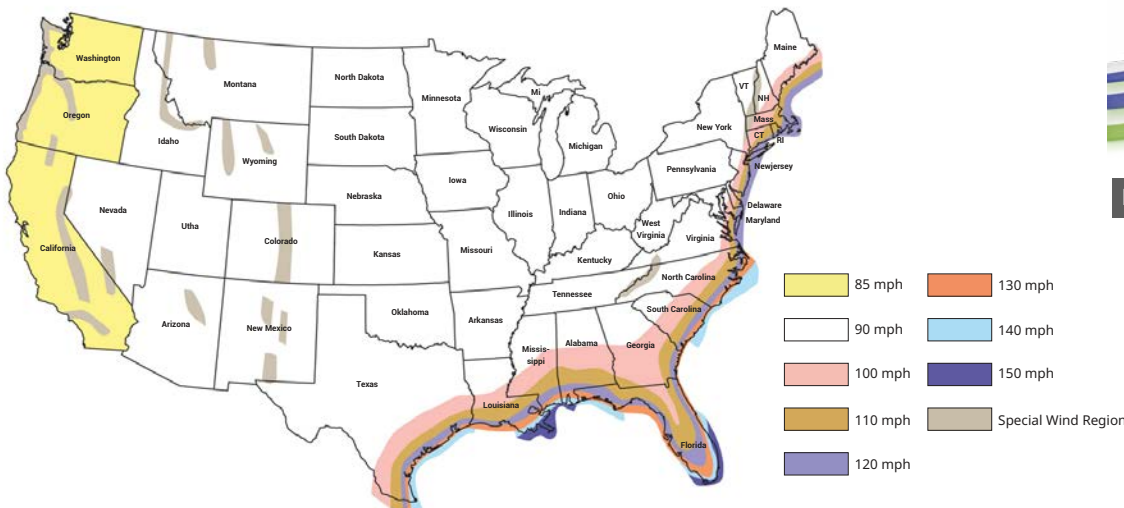 Maine
Washington
Montana
North Dakota
Minnesota
VT
NH
Mi
Oregon
Mass
Wisconsin
New York
CT
RI
South Dakota
Idaho
Michigan
Wyoming
Pennsylvania
Newjersey
Iowa
Nebraska
Ohio
Delaware
Nevada
Illinois
Indiana
Maryland
Utha
West
Virginia
Colorado
Virginia
California
Missouri
Kansas
Kentucky
North Carolina
Tennessee
Oklahoma
Arkansas
South Carolina
Arizona
New Mexico
Missis-
sippi
Alabama
Georgia
Texas
Louisiana
Florida
85 mph
90 mph
100 mph
110 mph
120 mph
130 mph
140 mph
150 mph
Special Wind Region